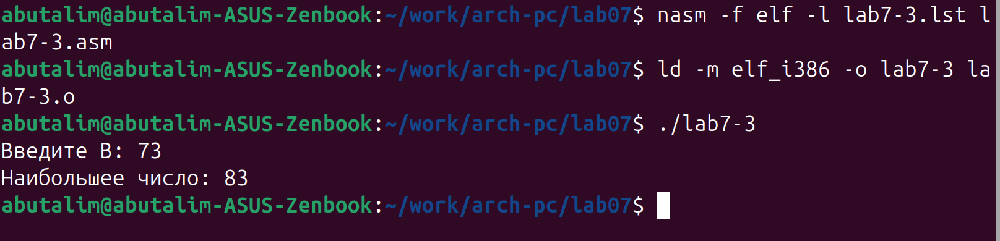 abutalim@abutalim-ASUS-Zenbook:~/work/arch-pc/lab07$ nasm -f elf -l lab7-3.lst l
ab7-3.asm
abutalim@abutalim-ASUS-Zenbook:~/work/arch-pc/lab07$ ld -m elf_i386 -o lab7-3 la
b7-3.o
abutalim@abutalim-ASUS-Zenbook:~/work/arch-pc/lab07$ ./lab7-3
Введите В: 73
Наибольшее число: 83
abutalim@abutalim-ASUS-Zenbook:~/work/arch-pc/lab07$